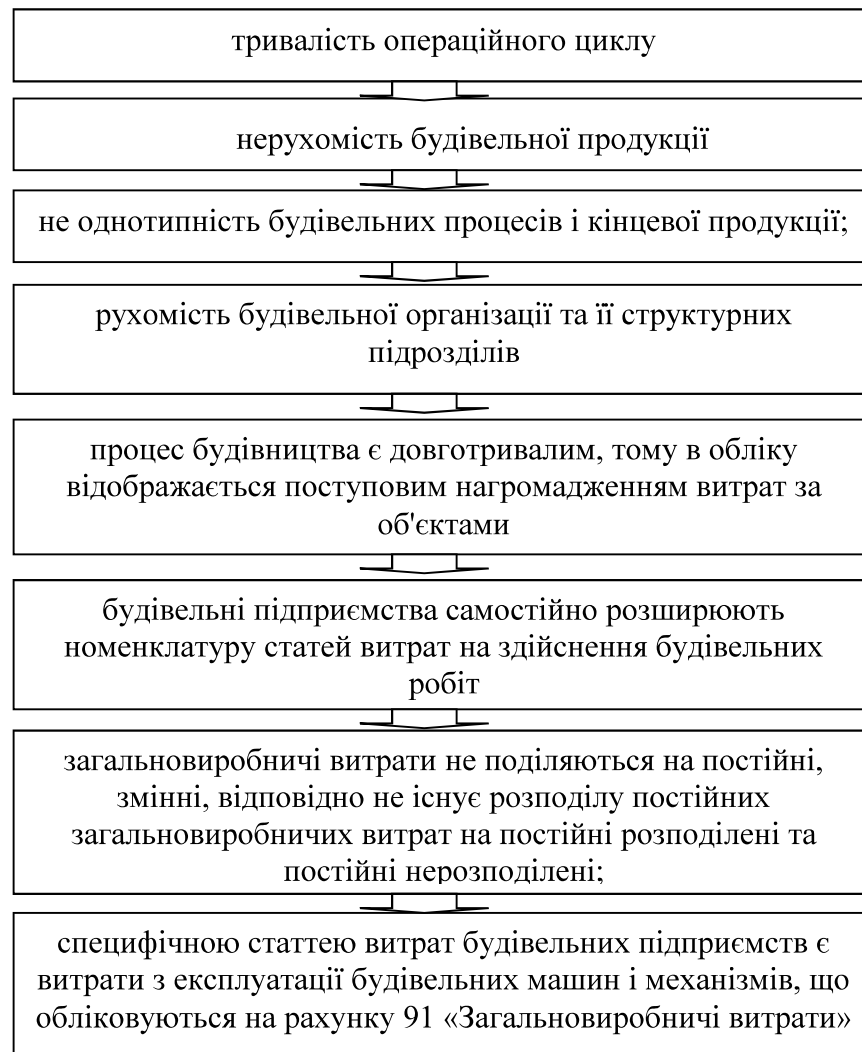 тривалість операційного циклу
нерухомість будівельної продукції
не однотипність будівельних процесів і кінцевої продукції;
рухомість будівельної організації та її структурних
підрозділів
процес будівництва є довготривалим, тому в обліку
відображається поступовим нагромадженням витрат за
об'єктами
будівельні підприємства самостійно розширюють
номенклатуру статей витрат на здійснення будівельних
робіт
загальновиробничі витрати не поділяються на постійні,
змінні, відповідно не існує розподілу постійних
загальновиробничих витрат на постійні розподілені та
постійні нерозподілені;
специфічною статтею витрат будівельних підприємств є
витрати з експлуатації будівельних машин і механізмів, що
обліковуються на рахунку 91 «Загальновиробничі витрати»